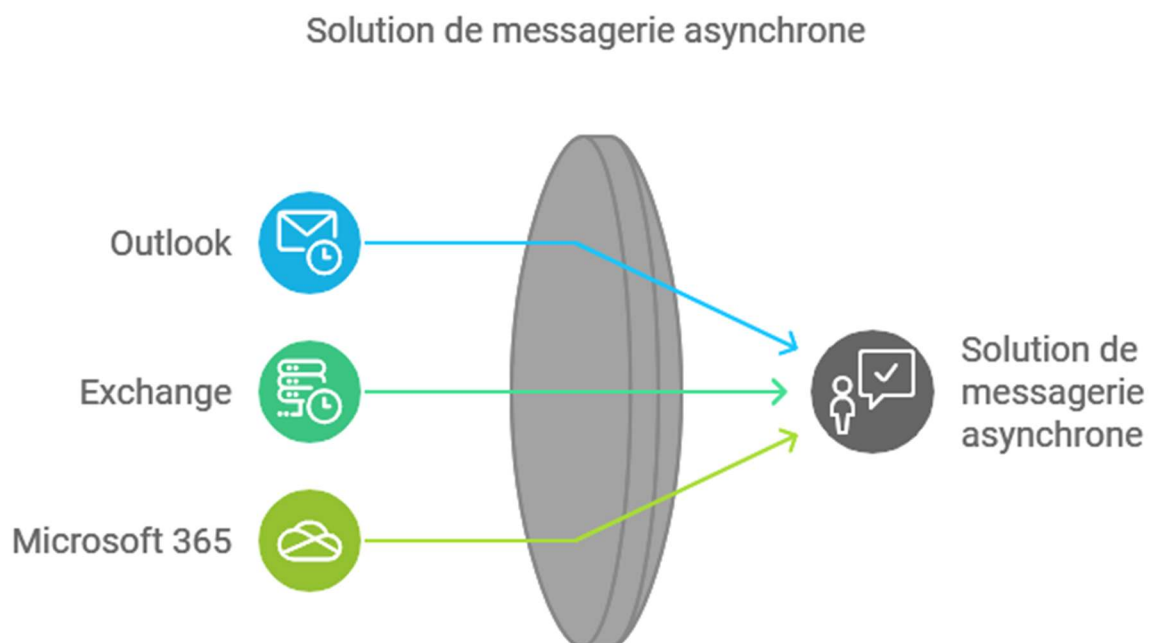 Solution de messagerie asynchrone
Outlook
Exchange
Microsoft 365
Solution de
messagerie
asynchrone